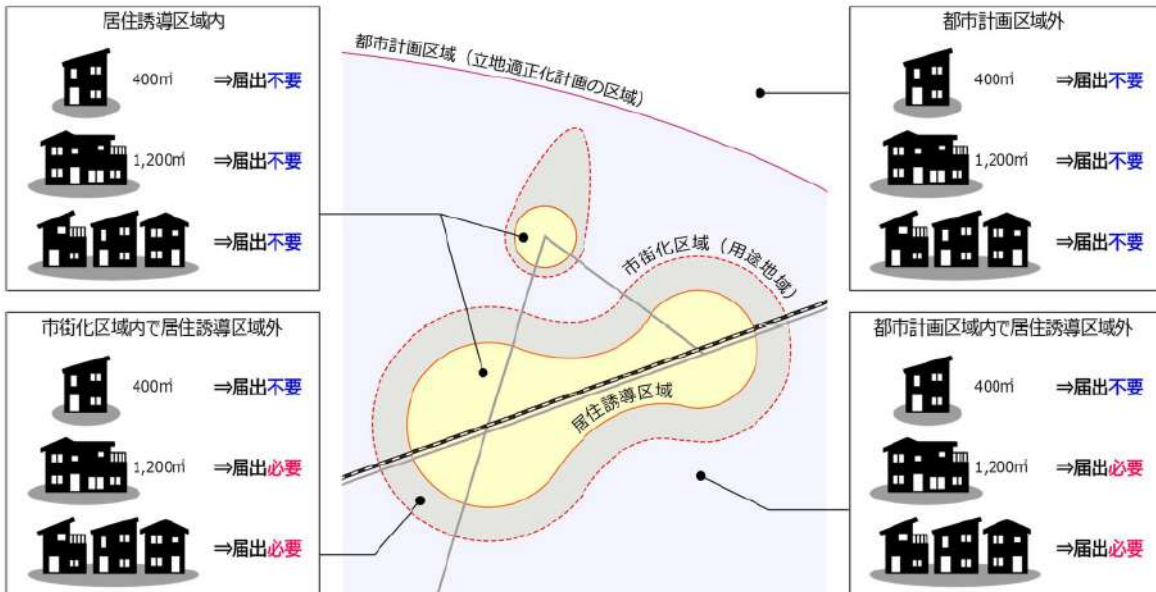 居住誘導区域内
400㎡ ⇒届出不要
1,200㎡ ⇒届出不要
⇒届出不要
市街化区域内で居住誘導区域外
400㎡ ⇒届出不要
1,200㎡ ⇒届出必要
⇒届出必要
都市計画区域（立地適正化計画の区域）
市街化区域（用途地域）
居住誘導区域
都市計画区域外
400㎡ ⇒届出不要
1,200㎡ ⇒届出不要
⇒届出不要
都市計画区域内で居住誘導区域外
400㎡ ⇒届出不要
1,200㎡ ⇒届出必要
⇒届出必要